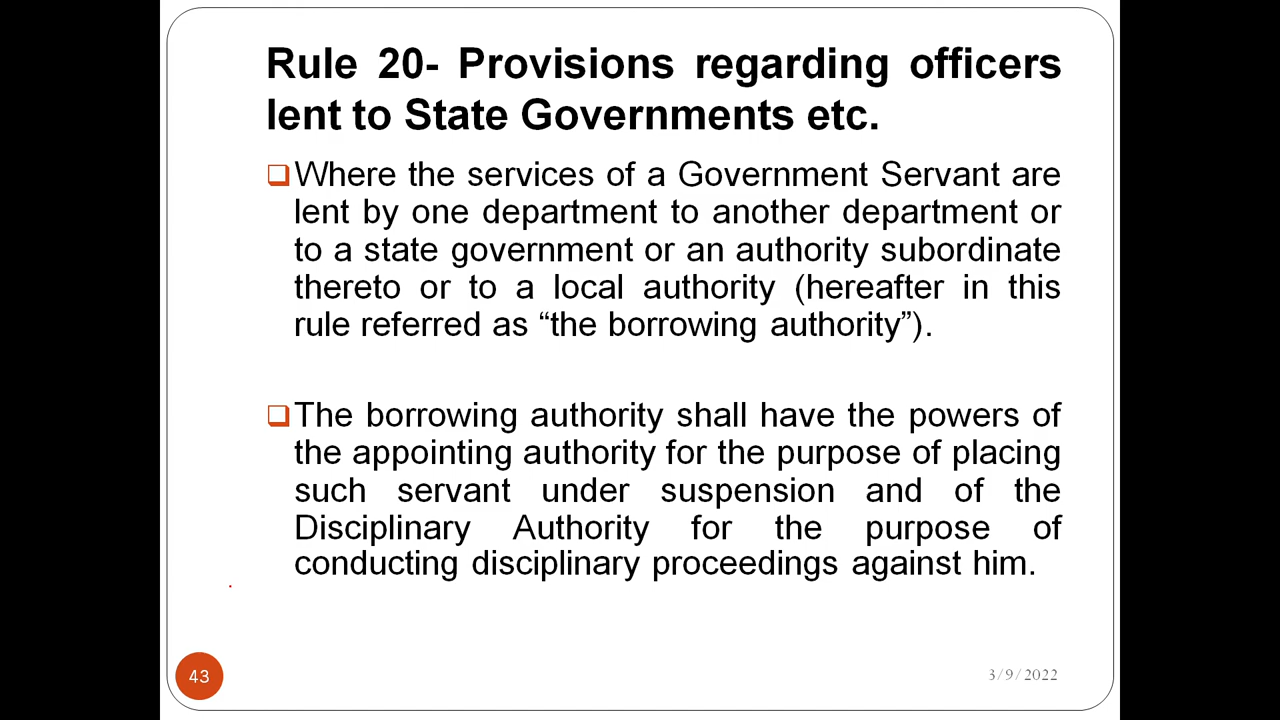 Rule 20- Provisions regarding officers
lent to State Governments etc.
Where the services of a Government Servant are
lent by one department to another department or
to a state government or an authority subordinate
thereto or to a local authority (hereafter in this
rule referred as “the borrowing authority”).
The borrowing authority shall have the powers of
the appointing authority for the purpose of placing
such servant under suspension and of the
Disciplinary Authority for the purpose of
conducting disciplinary proceedings against him.
43
3/9/2022